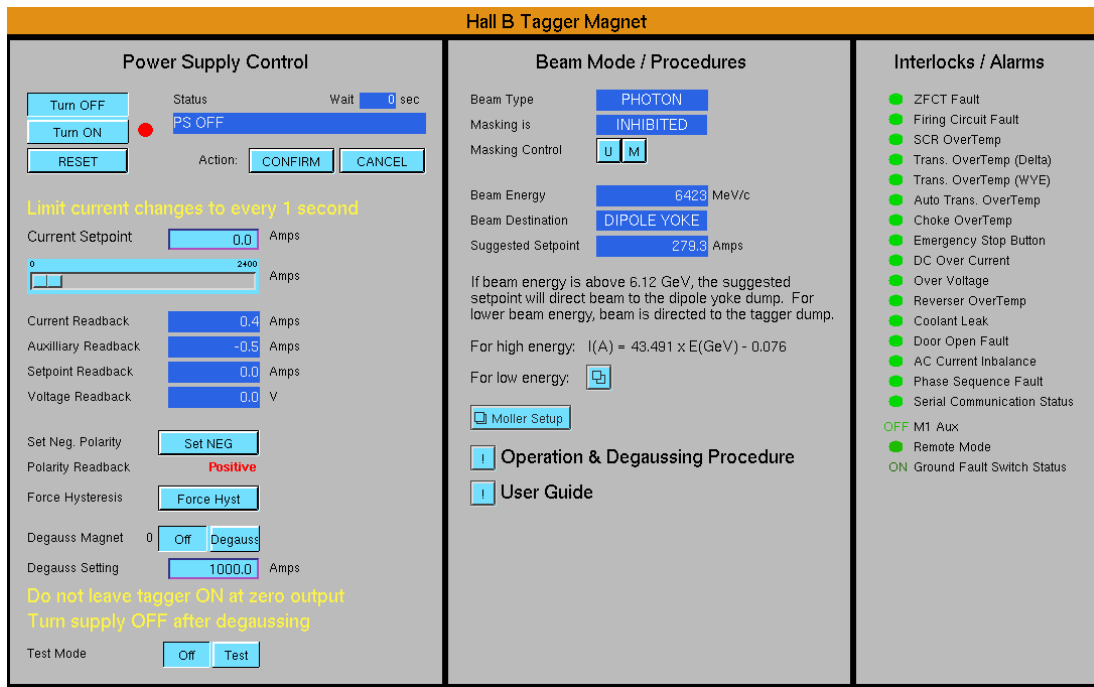 Hall B Tagger Magnet
Power Supply Control
Turn OFF
Status
Wait 0 sec
Turn ON
PS OFF
RESET
Action: CONFIRM CANCEL
Limit current changes to every 1 second
Current Setpoint 0.0 Amps
0 2400
Amps
Current Readback 0.4 Amps
Auxilliary Readback -0.5 Amps
Setpoint Readback 0.0 Amps
Voltage Readback 0.0 V
Set Neg. Polarity Set NEG
Polarity Readback Positive
Force Hysteresis Force Hyst
Degauss Magnet 0 Off Degauss
Degauss Setting 1000.0 Amps
Do not leave tagger ON at zero output
Turn supply OFF after degaussing
Test Mode Off Test
Beam Mode / Procedures
Beam Type PHOTON
Masking is INHIBITED
Masking Control U M
Beam Energy 6423 MeV/c
Beam Destination DIPOLE YOKE
Suggested Setpoint 279.3 Amps
If beam energy is above 6.12 GeV, the suggested
setpoint will direct beam to the dipole yoke dump. For
lower beam energy, beam is directed to the tagger dump.
For high energy: I(A) = 43.491 x E(GeV) - 0.076
For low energy:
Moller Setup
! Operation & Degaussing Procedure
! User Guide
Interlocks / Alarms
ZFCT Fault
Firing Circuit Fault
SCR OverTemp
Trans. OverTemp (Delta)
Trans. OverTemp (WYE)
Auto Trans. OverTemp
Choke OverTemp
Emergency Stop Button
DC Over Current
Over Voltage
Reverser OverTemp
Coolant Leak
Door Open Fault
AC Current Inbalance
Phase Sequence Fault
Serial Communication Status
OFF M1 Aux
Remote Mode
ON Ground Fault Switch Status